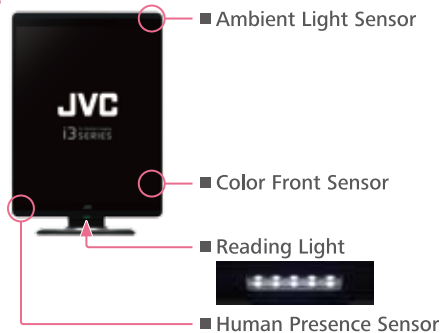 ■ Ambient Light Sensor
JVC
i3 SERIES
■ Color Front Sensor
■ Reading Light
■ Human Presence Sensor